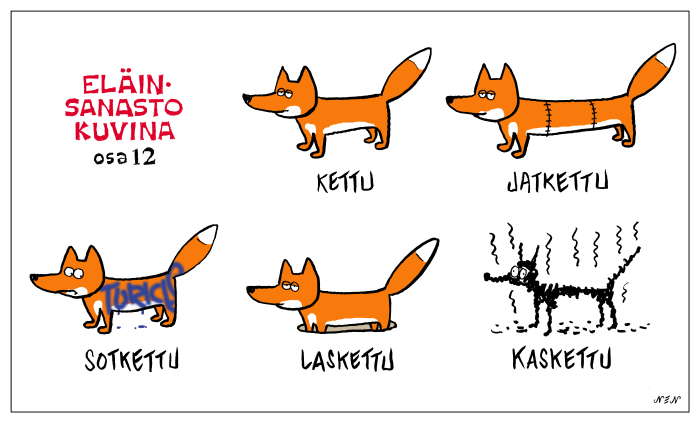 ELÄIN-
SANASTO
KUVINA
osa 12
KETTU
JATKETTU
SOTKETTU
LASKETTU
KASKETTU